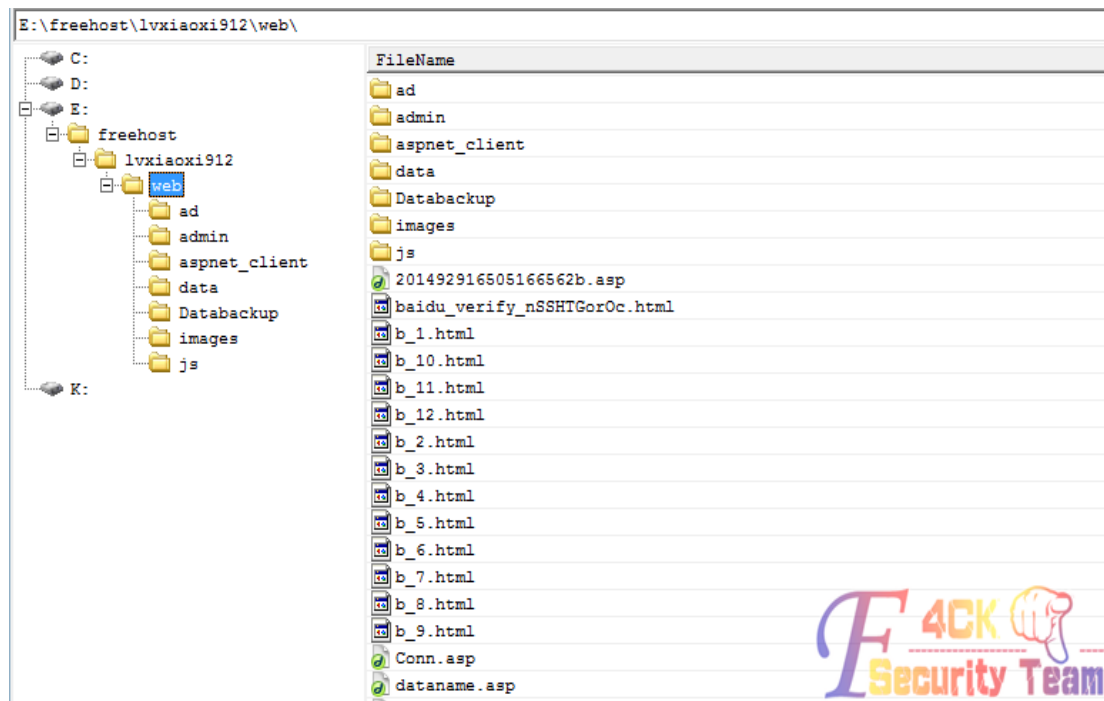 E:\freehost\lvxiaoxi912\web\
C:
D:
E:
freehost
lvxiaoxi912
web
ad
admin
aspnet_client
data
Databackup
images
js
K:
FileName
ad
admin
aspnet_client
data
Databackup
images
js
201492916505166562b.asp
baidu_verify_nSSHTGorOc.html
b_1.html
b_10.html
b_11.html
b_12.html
b_2.html
b_3.html
b_4.html
b_5.html
b_6.html
b_7.html
b_8.html
b_9.html
Conn.asp
dataname.asp
F 4CK
Security Team